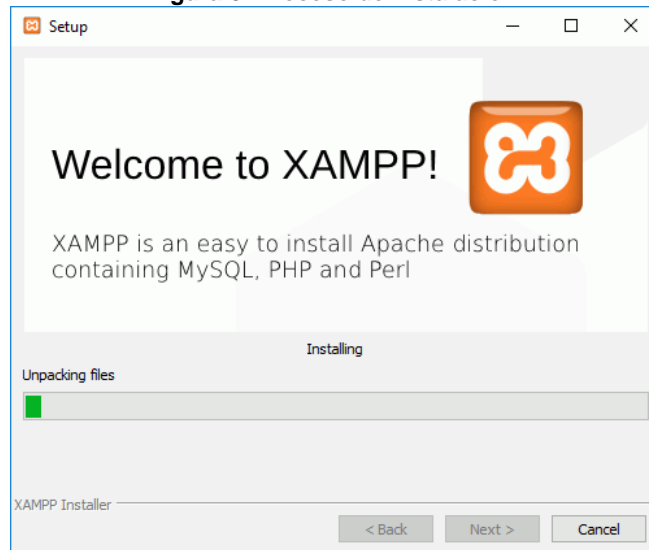 Setup
Welcome to XAMPP!
XAMPP is an easy to install Apache distribution
containing MySQL, PHP and Perl
Installing
Unpacking files
XAMPP Installer
< Back
Next >
Cancel